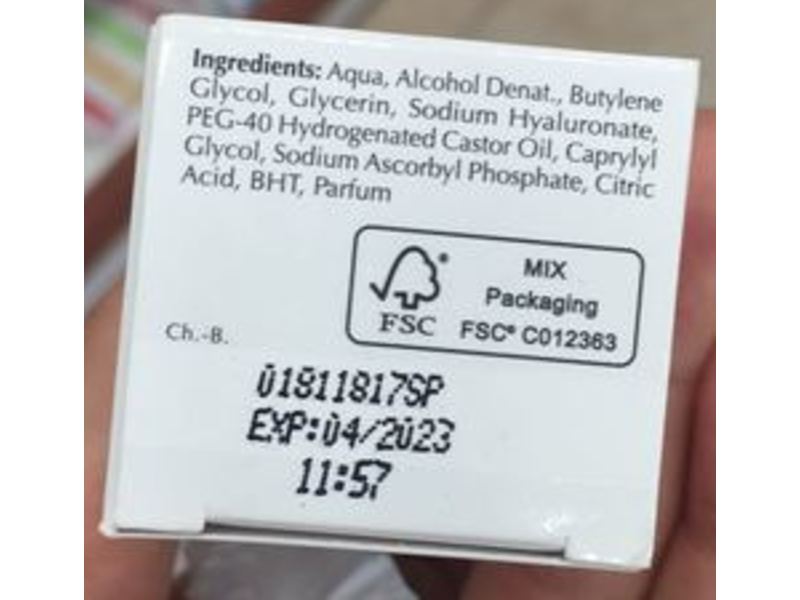 Ingredients: Aqua, Alcohol Denat., Butylene
Glycol, Glycerin, Sodium Hyaluronate,
PEG-40 Hydrogenated Castor Oil, Caprylyl
Glycol, Sodium Ascorbyl Phosphate, Citric
Acid, BHT, Parfum
FSC®
MIX
Packaging
FSC® C012363
Ch.-B.
01811817SP
EXP:04/2023
11:57